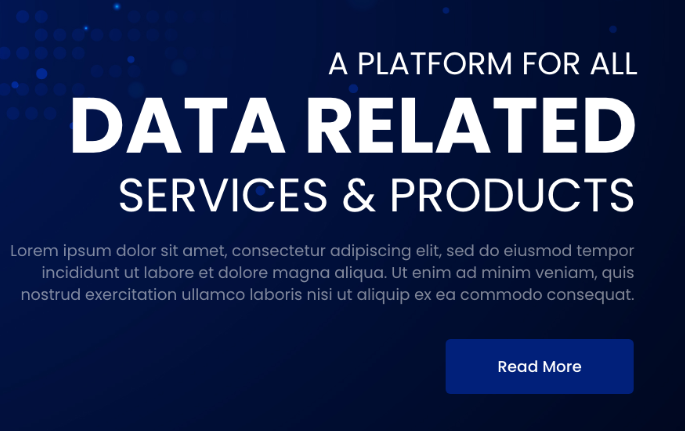 A PLATFORM FOR ALL
DATA RELATED
SERVICES & PRODUCTS
Lorem ipsum dolor sit amet, consectetur adipiscing elit, sed do eiusmod tempor
incididunt ut labore et dolore magna aliqua. Ut enim ad minim veniam, quis
nostrud exercitation ullamco laboris nisi ut aliquip ex ea commodo consequat.
Read More